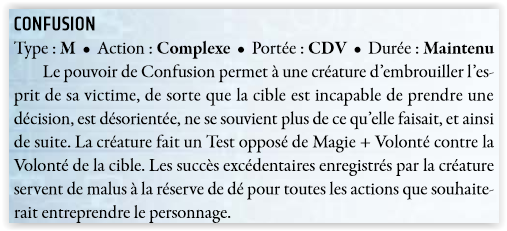 CONFUSION
Type : M • Action : Complexe • Portée : CDV • Durée : Maintenu
Le pouvoir de Confusion permet à une créature d'embrouiller l'es-
prit de sa victime, de sorte que la cible est incapable de prendre une
décision, est désorientée, ne se souvient plus de ce qu'elle faisait, et ainsi
de suite. La créature fait un Test opposé de Magie + Volonté contre la
Volonté de la cible. Les succès excédentaires enregistrés par la créature
servent de malus à la réserve de dé pour toutes les actions que souhaite-
rait entreprendre le personnage.